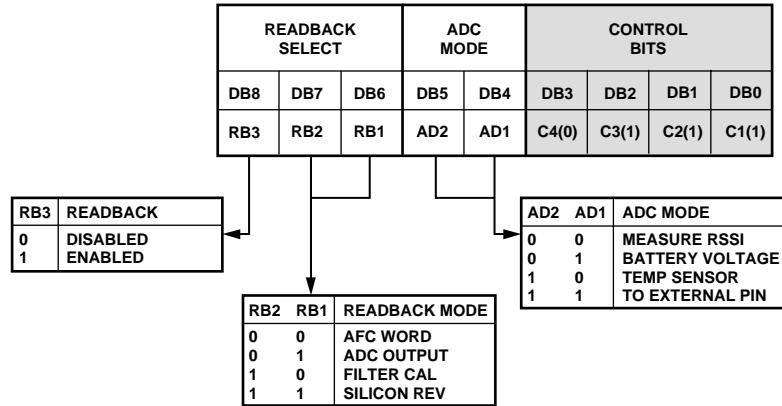 READBACK SELECT ADC MODE CONTROL BITS
DB8 DB7 DB6 DB5 DB4 DB3 DB2 DB1 DB0
RB3 RB2 RB1 AD2 AD1 C4(0) C3(1) C2(1) C1(1)
RB3 READBACK
0 DISABLED
1 ENABLED
AD2 AD1 ADC MODE
0 0 MEASURE RSSI
0 1 BATTERY VOLTAGE
1 0 TEMP SENSOR
1 1 TO EXTERNAL PIN
RB2 RB1 READBACK MODE
0 0 AFC WORD
0 1 ADC OUTPUT
1 0 FILTER CAL
1 1 SILICON REV